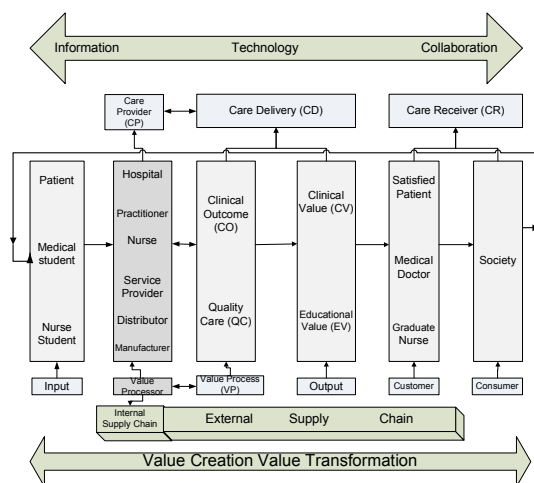 Information Technology Collaboration
Care
Provider
(CP)
Care Delivery (CD)
Care Receiver (CR)
Patient
Medical
student
Nurse
Student
Hospital
Practitioner
Nurse
Service
Provider
Distributor
Manufacturer
Clinical
Outcome
(CO)
Quality
Care (QC)
Clinical
Value (CV)
Educational
Value (EV)
Satisfied
Patient
Medical
Doctor
Graduate
Nurse
Society
Input
Value
Processor
Value Process
(VP)
Output
Customer
Consumer
Internal
Supply Chain
External Supply Chain
Value Creation Value Transformation